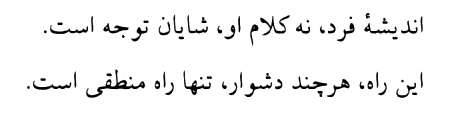 اندیشهٔ فرد، نه کلام او، شایان توجه است.
این راه، هرچند دشوار، تنها راه منطقی است.